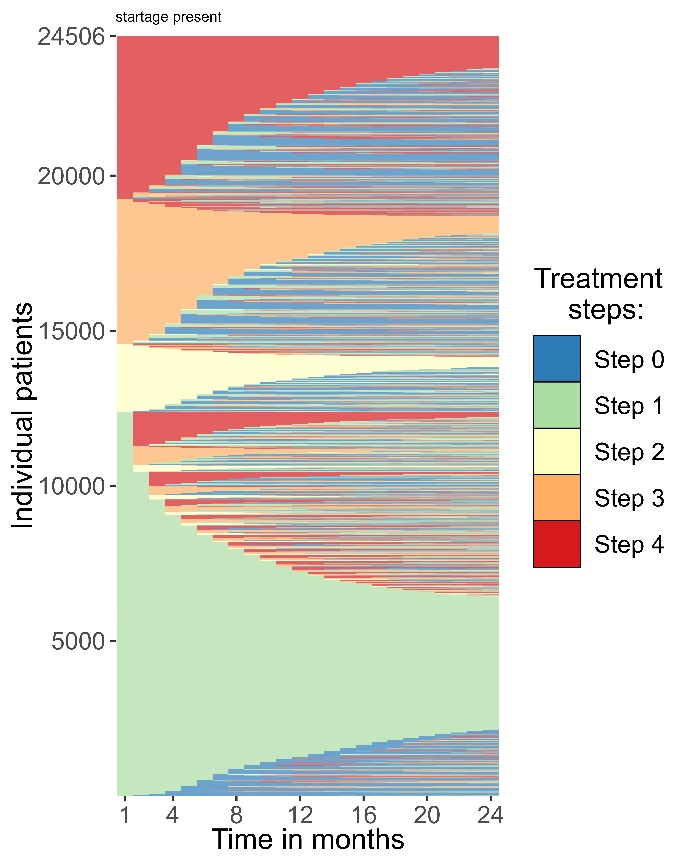 startage present
24506
20000
15000
10000
5000
Individual patients
1 4 8 12 16 20 24
Time in months
Treatment
steps:
Step 0
Step 1
Step 2
Step 3
Step 4